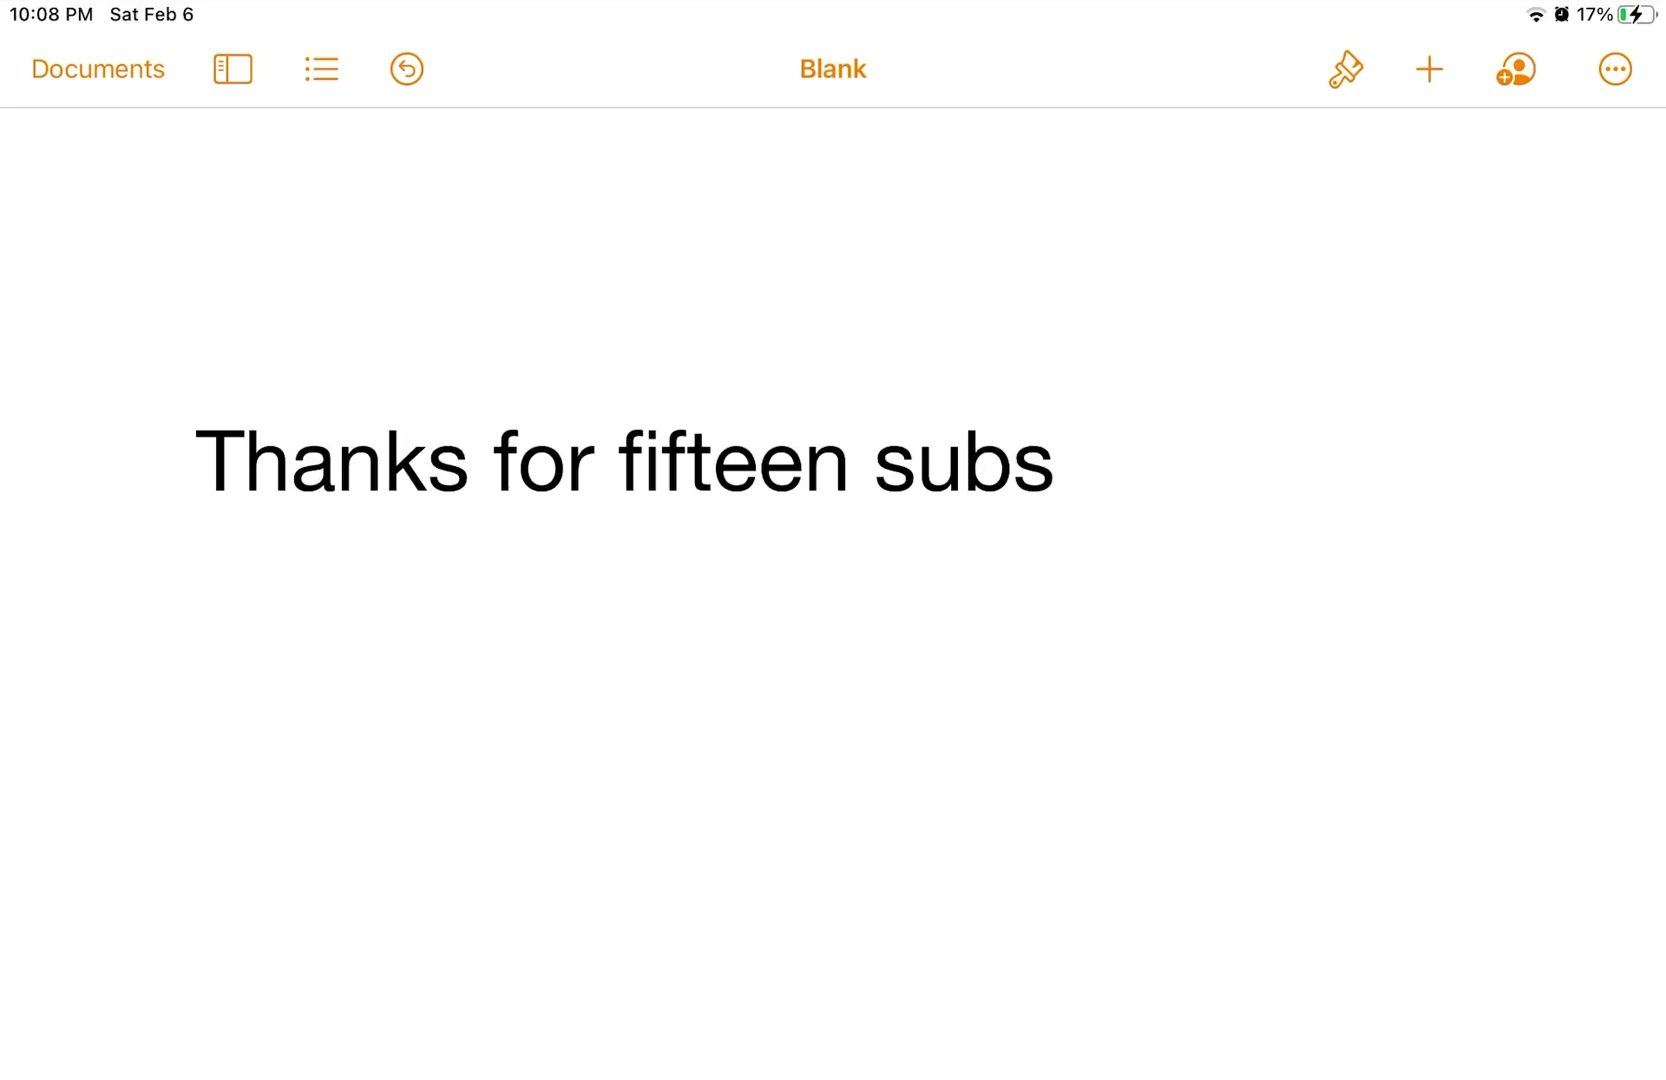 10:08 PM Sat Feb 6 17%
Documents Blank
Thanks for fifteen subs